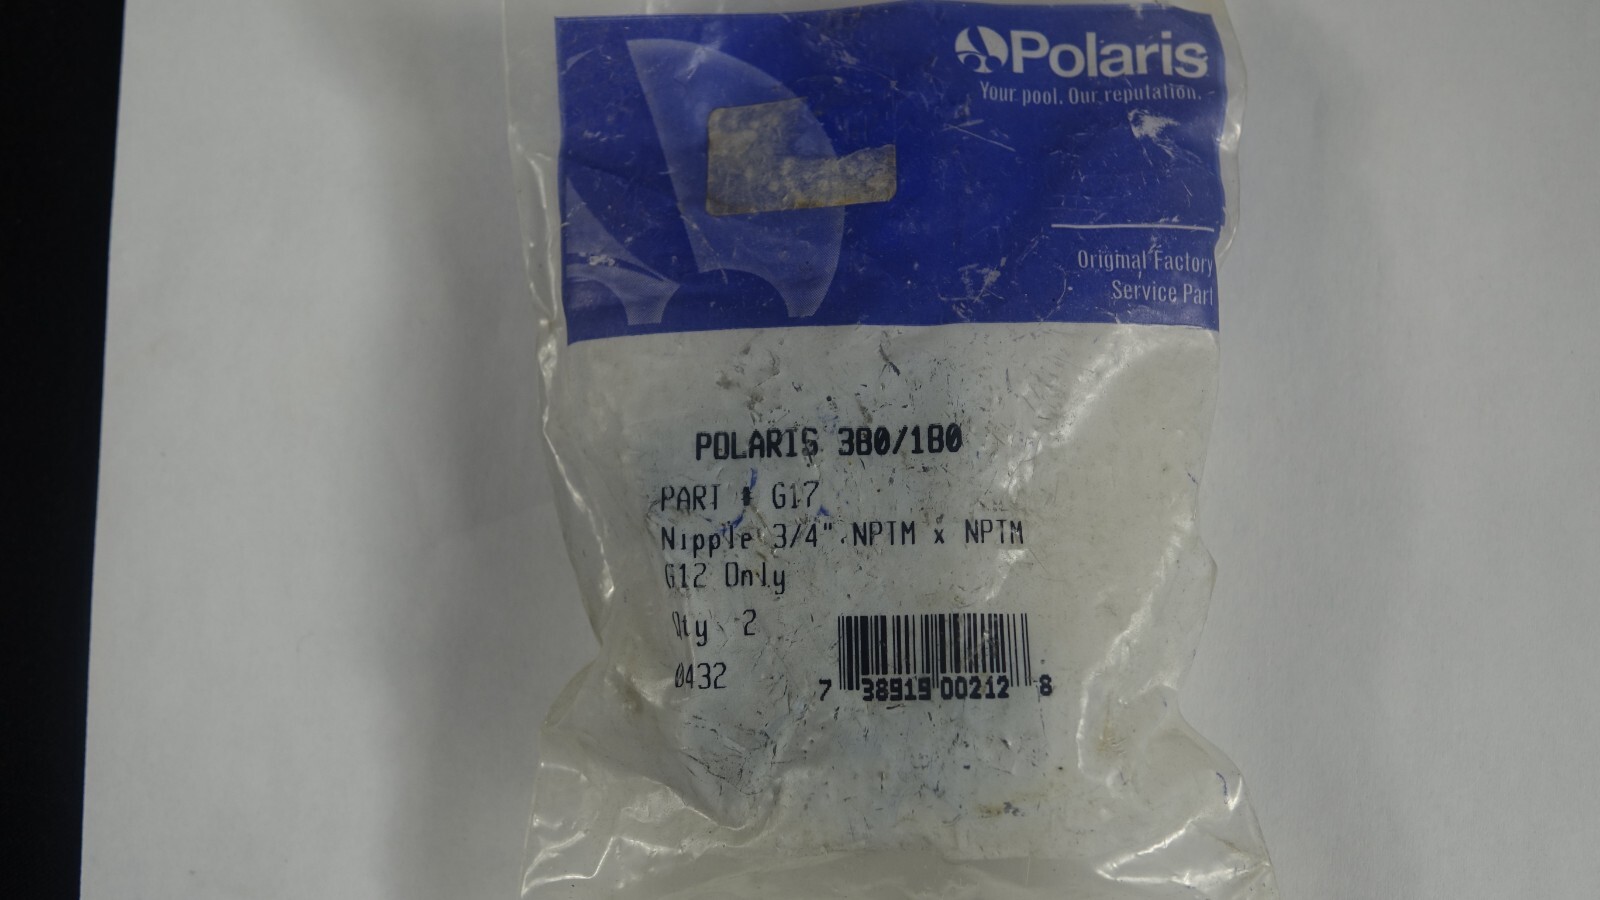 Polaris
Your pool. Our reputation.
Original Factory
Service Part
POLARIS 380/180
PART # G17
Nipple 3/4" NPTM x NPTM
G12 Only
Qty 2
0432
7 38919 00212 8